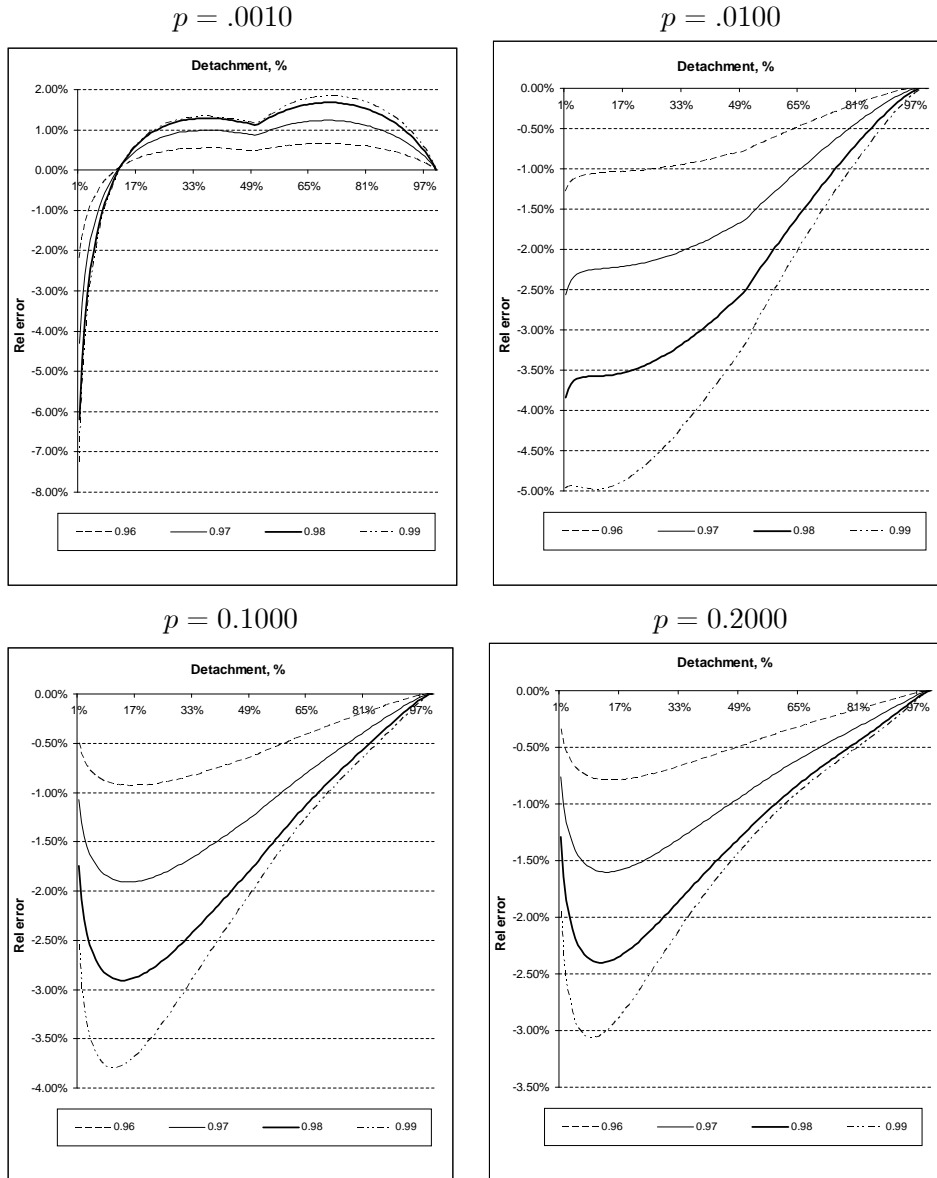 p = .0010
Detachment, %
2.00%
1.00%
0.00%
1% 17% 33% 49% 65% 81% 97%
-1.00%
-2.00%
-3.00%
-4.00%
-5.00%
-6.00%
-7.00%
-8.00%
Rel error
0.96 0.97 0.98 0.99
p = .0100
Detachment, %
0.00%
1% 17% 33% 49% 65% 81% 97%
-0.50%
-1.00%
-1.50%
-2.00%
-2.50%
-3.00%
-3.50%
-4.00%
-4.50%
-5.00%
Rel error
0.96 0.97 0.98 0.99
p = 0.1000
Detachment, %
0.00%
1% 17% 33% 49% 65% 81% 97%
-0.50%
-1.00%
-1.50%
-2.00%
-2.50%
-3.00%
-3.50%
-4.00%
Rel error
0.96 0.97 0.98 0.99
p = 0.2000
Detachment, %
0.00%
1% 17% 33% 49% 65% 81% 97%
-0.50%
-1.00%
-1.50%
-2.00%
-2.50%
-3.00%
-3.50%
Rel error
0.96 0.97 0.98 0.99